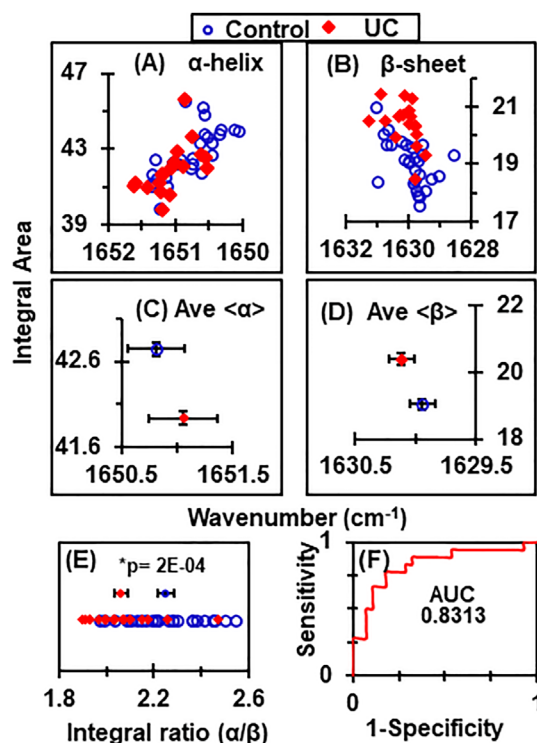 Control UC
(A) α-helix
47
43
39
1652 1651 1650
(B) β-sheet
21
19
17
1632 1630 1628
Integral Area
(C) Ave <α>
42.6
41.6
1650.5 1651.5
(D) Ave <β>
22
20
18
1630.5 1629.5
Wavenumber (cm⁻¹)
(E)
*p= 2E-04
1.8 2.2 2.6
Integral ratio (α/β)
(F)
AUC
0.8313
Sensitivity
1
0
0 1
1-Specificity